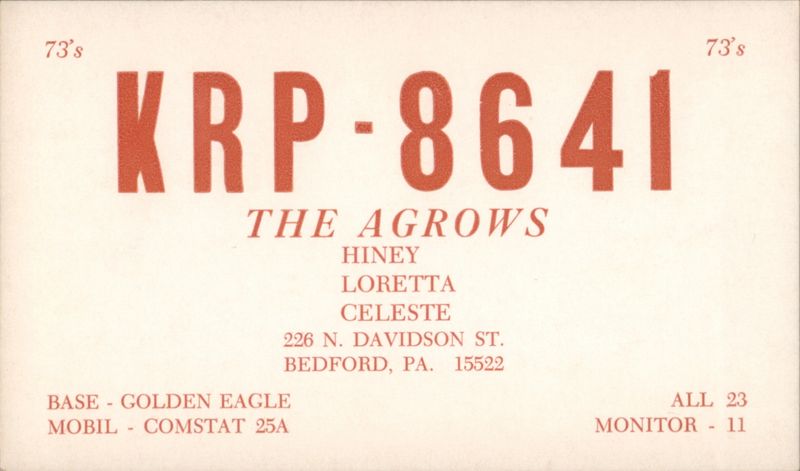 73's 73's
KRP-8641
THE AGROWS
HINEY
LORETTA
CELESTE
226 N. DAVIDSON ST.
BEDFORD, PA. 15522
BASE - GOLDEN EAGLE ALL 23
MOBIL - COMSTAT 25A MONITOR - 11